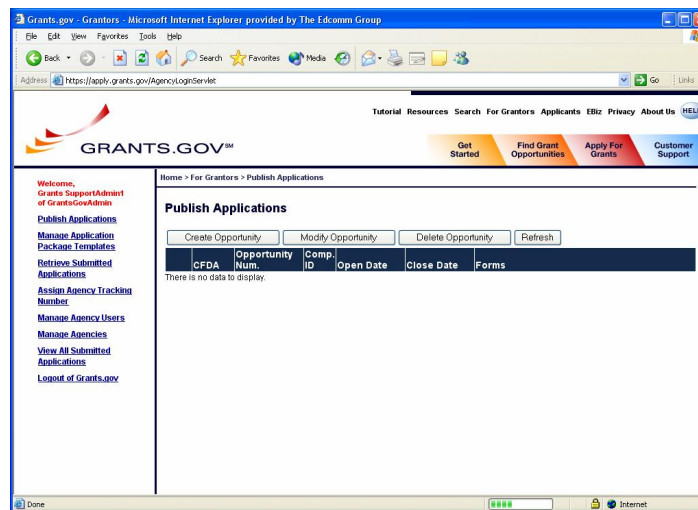 Grants.gov - Grantors - Microsoft Internet Explorer provided by The Edcomm Group
File Edit View Favorites Tools Help
Back Search Favorites Media
Address https://apply.grants.gov/AgencyLoginServlet Go Links
Tutorial Resources Search For Grantors Applicants EBiz Privacy About Us HEL
GRANTS.GOV℠
Get Started
Find Grant Opportunities
Apply For Grants
Customer Support
Welcome,
Grants SupportAdmin1
of GrantsGovAdmin
Publish Applications
Manage Application
Package Templates
Retrieve Submitted
Applications
Assign Agency Tracking
Number
Manage Agency Users
Manage Agencies
View All Submitted
Applications
Logout of Grants.gov
Home > For Grantors > Publish Applications
Publish Applications
Create Opportunity Modify Opportunity Delete Opportunity Refresh
CFDA Opportunity Num. Comp. ID Open Date Close Date Forms
There is no data to display.
Done Internet